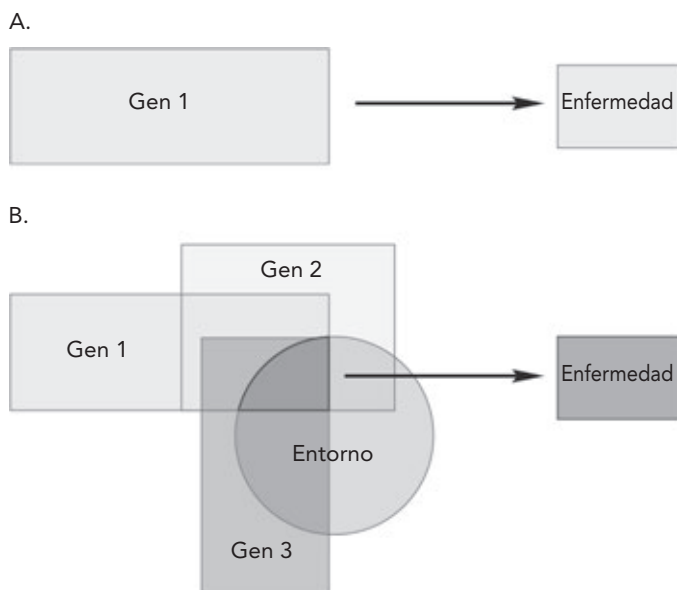 A.
Gen 1
Enfermedad
B.
Gen 2
Gen 1
Enfermedad
Entorno
Gen 3